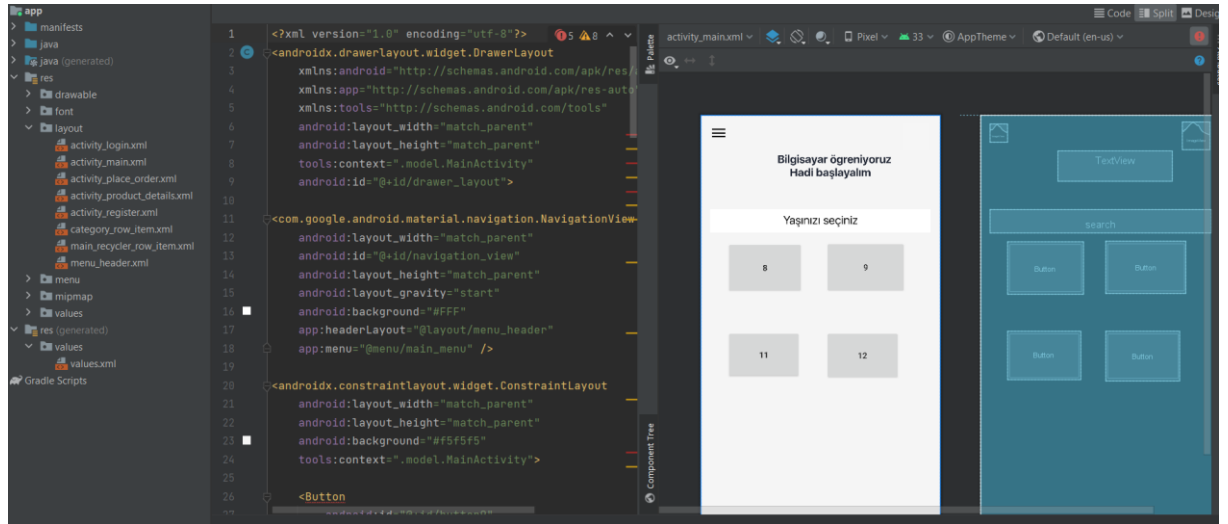 app
manifests
java
java (generated)
res
drawable
font
layout
activity_login.xml
activity_main.xml
activity_place_order.xml
activity_product_details.xml
activity_register.xml
category_row_item.xml
main_recycler_row_item.xml
menu_header.xml
menu
mipmap
values
res (generated)
values
values.xml
Gradle Scripts
1 <?xml version="1.0" encoding="utf-8"?> 5 8
2 <androidx.drawerlayout.widget.DrawerLayout
3 xmlns:android="http://schemas.android.com/apk/res/
4 xmlns:app="http://schemas.android.com/apk/res-auto"
5 xmlns:tools="http://schemas.android.com/tools"
6 android:layout_width="match_parent"
7 android:layout_height="match_parent"
8 tools:context=".model.MainActivity"
9 android:id="@+id/drawer_layout">
10
11 <com.google.android.material.navigation.NavigationView
12 android:layout_width="match_parent"
13 android:id="@+id/navigation_view"
14 android:layout_height="match_parent"
15 android:layout_gravity="start"
16 android:background="#FFF"
17 app:headerLayout="@layout/menu_header"
18 app:menu="@menu/main_menu" />
19
20 <androidx.constraintlayout.widget.ConstraintLayout
21 android:layout_width="match_parent"
22 android:layout_height="match_parent"
23 android:background="#f5f5f5"
24 tools:context=".model.MainActivity">
25
26 <Button
Code Split Desig
Palette
Component Tree
activity_main.xml Pixel 33 AppTheme Default (en-us)
Bilgisayar ögreniyoruz
Hadi başlayalım
Yaşınızı seçiniz
8 9
11 12
TextView
search
Button Button
Button Button